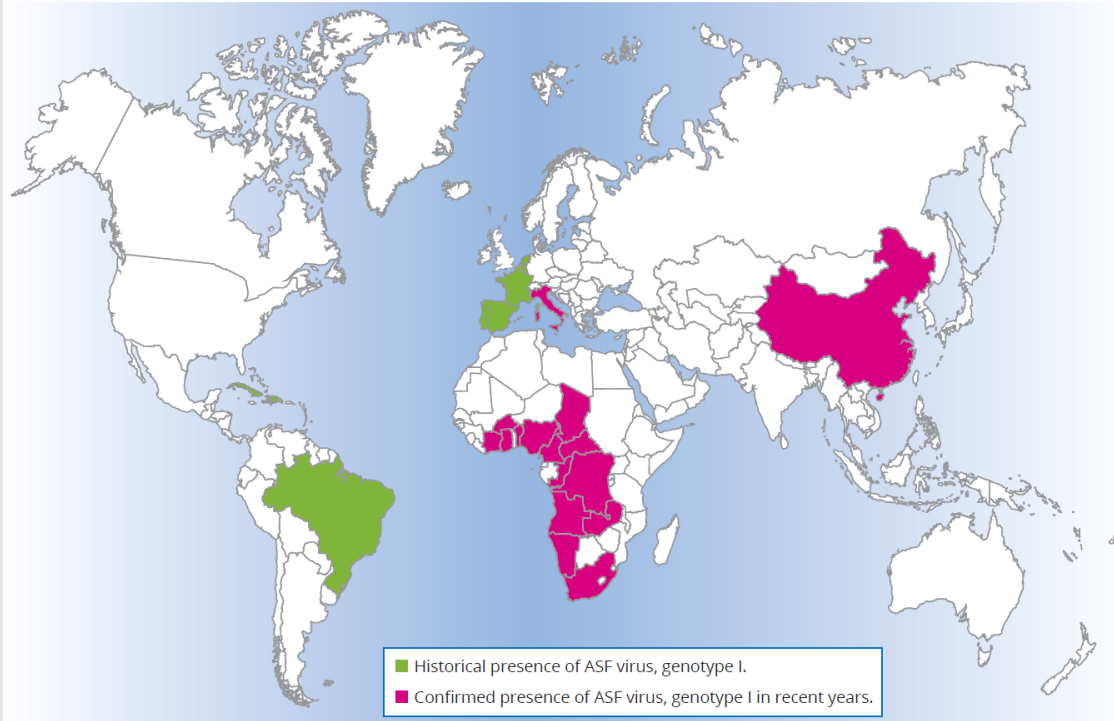 Historical presence of ASF virus, genotype I.
Confirmed presence of ASF virus, genotype I in recent years.